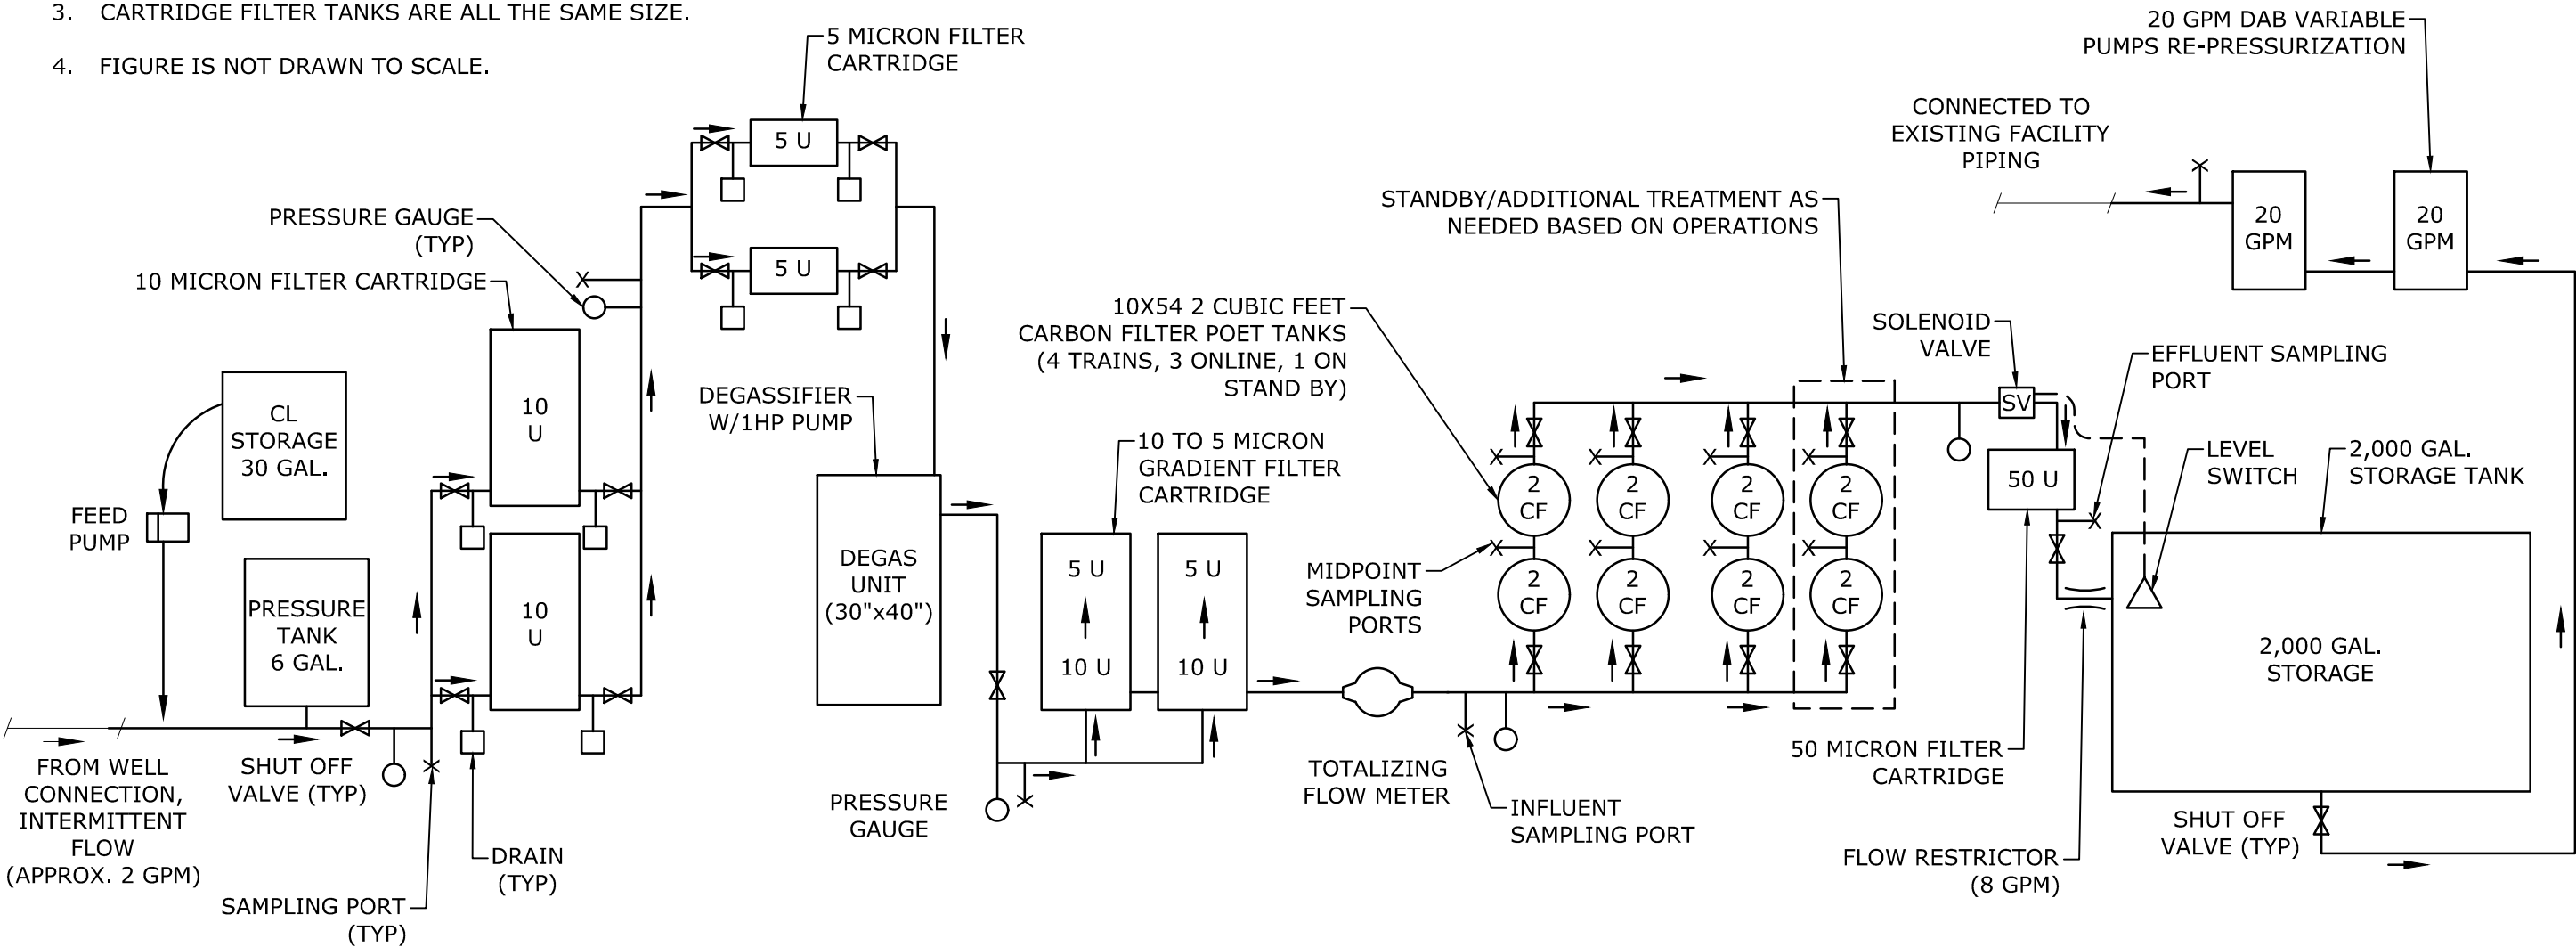 3. CARTRIDGE FILTER TANKS ARE ALL THE SAME SIZE.
4. FIGURE IS NOT DRAWN TO SCALE.
5 MICRON FILTER
CARTRIDGE
5 U
5 U
PRESSURE GAUGE
(TYP)
10 MICRON FILTER CARTRIDGE
CL
STORAGE
30 GAL.
FEED
PUMP
PRESSURE
TANK
6 GAL.
10
U
10
U
FROM WELL
CONNECTION,
INTERMITTENT
FLOW
(APPROX. 2 GPM)
SHUT OFF
VALVE (TYP)
SAMPLING PORT
(TYP)
DRAIN
(TYP)
DEGASSIFIER
W/1HP PUMP
DEGAS
UNIT
(30"x40")
PRESSURE
GAUGE
10 TO 5 MICRON
GRADIENT FILTER
CARTRIDGE
5 U
10 U
5 U
10 U
TOTALIZING
FLOW METER
INFLUENT
SAMPLING PORT
10X54 2 CUBIC FEET
CARBON FILTER POET TANKS
(4 TRAINS, 3 ONLINE, 1 ON
STAND BY)
MIDPOINT
SAMPLING
PORTS
2
CF
2
CF
2
CF
2
CF
2
CF
2
CF
2
CF
2
CF
STANDBY/ADDITIONAL TREATMENT AS
NEEDED BASED ON OPERATIONS
SOLENOID
VALVE
SV
50 U
EFFLUENT SAMPLING
PORT
LEVEL
SWITCH
2,000 GAL.
STORAGE TANK
2,000 GAL.
STORAGE
50 MICRON FILTER
CARTRIDGE
FLOW RESTRICTOR
(8 GPM)
SHUT OFF
VALVE (TYP)
20 GPM DAB VARIABLE
PUMPS RE-PRESSURIZATION
CONNECTED TO
EXISTING FACILITY
PIPING
20
GPM
20
GPM